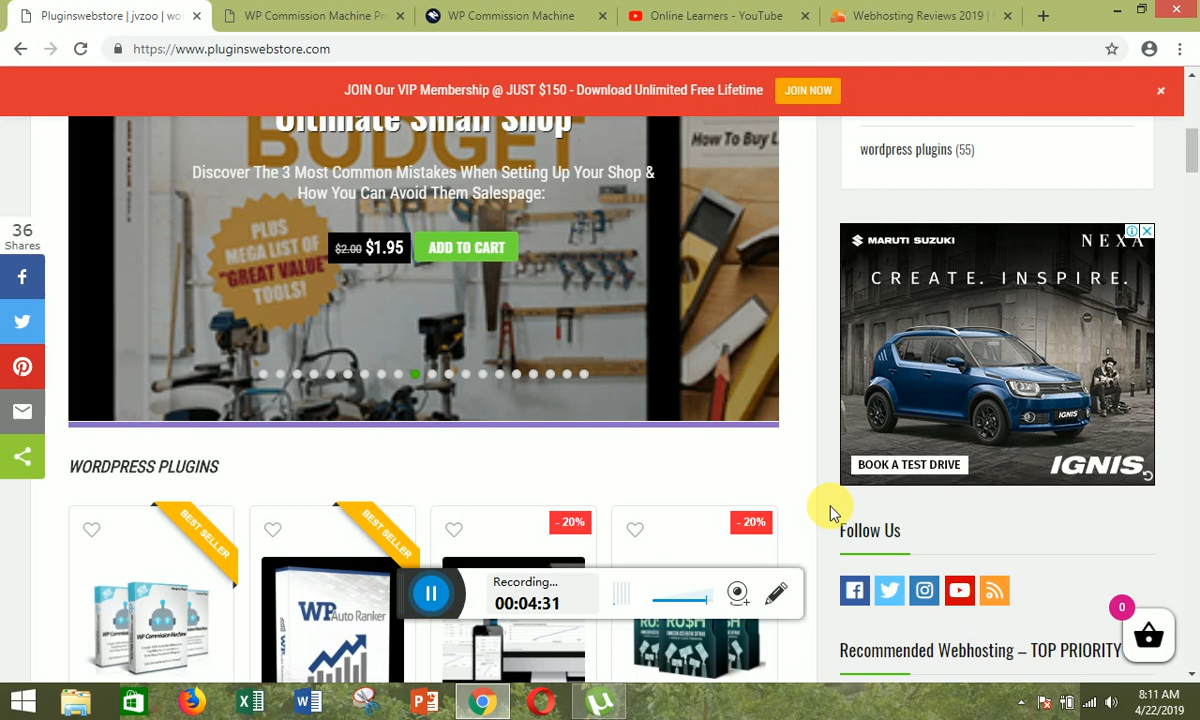 Pluginswebstore | jvzoo | wo
WP Commission Machine Pr
WP Commission Machine
Online Learners - YouTube
Webhosting Reviews 2019 |
https://www.pluginswebstore.com
JOIN Our VIP Membership @ JUST $150 - Download Unlimited Free Lifetime
JOIN NOW
Ultimate Small Shop
BUDGET
How To Buy L
Discover The 3 Most Common Mistakes When Setting Up Your Shop &
How You Can Avoid Them Salespage:
PLUS
MEGA LIST OF
"GREAT VALUE"
TOOLS!
$2.00 $1.95
ADD TO CART
36
Shares
wordpress plugins (55)
MARUTI SUZUKI
NEXA
CREATE. INSPIRE.
IGNIS
BOOK A TEST DRIVE
IGNIS
WORDPRESS PLUGINS
BEST SELLER
BEST SELLER
- 20%
- 20%
WP Commission Machine
WP
Auto Ranker
RU$H
Follow Us
Recording...
00:04:31
0
Recommended Webhosting – TOP PRIORITY
8:11 AM
4/22/2019